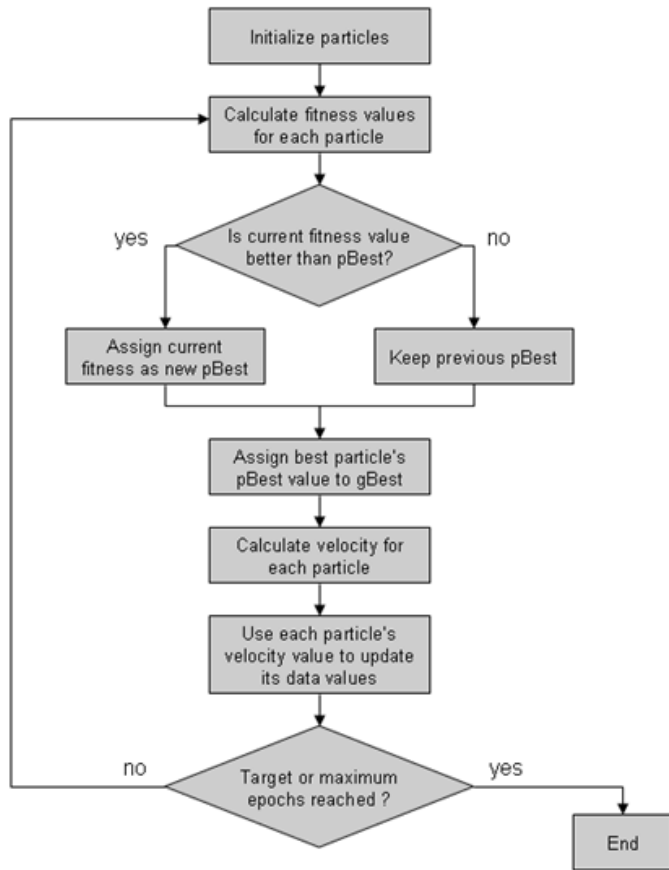 Initialize particles
Calculate fitness values
for each particle
yes
Is current fitness value
better than pBest?
no
Assign current
fitness as new pBest
Keep previous pBest
Assign best particle's
pBest value to gBest
Calculate velocity for
each particle
Use each particle's
velocity value to update
its data values
no
Target or maximum
epochs reached ?
yes
End